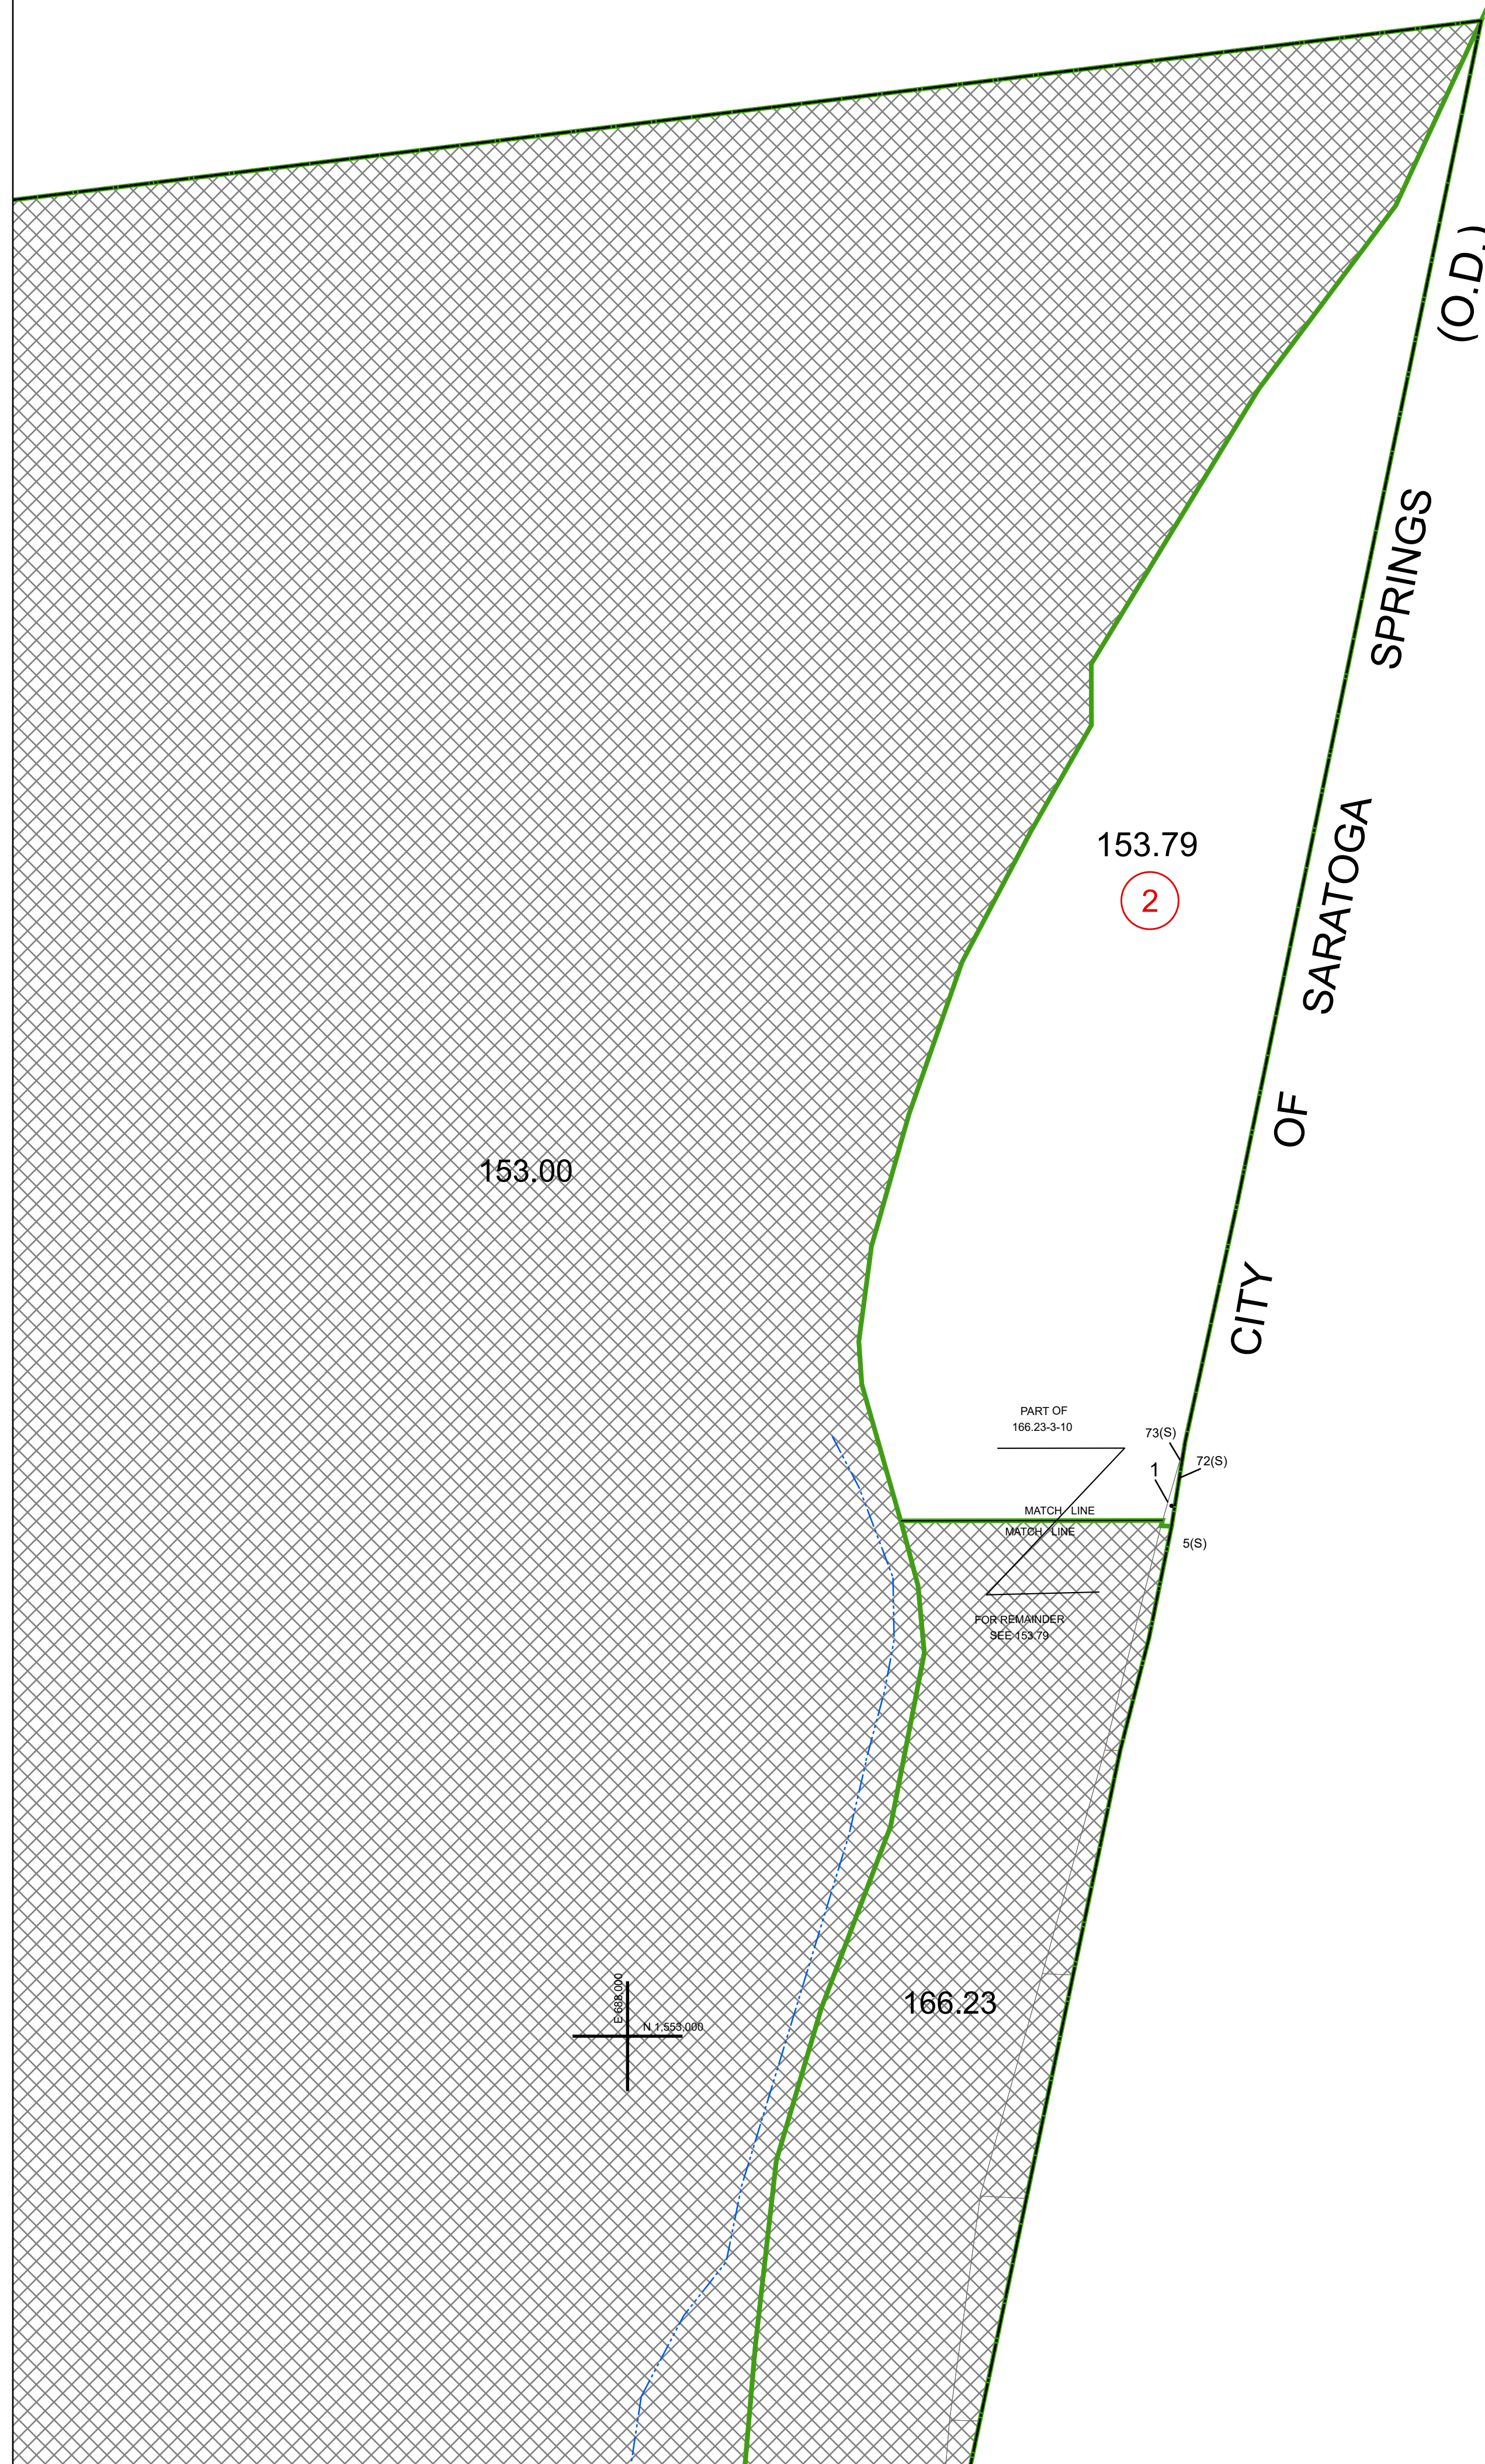 (O.D.)
SPRINGS
SARATOGA
OF
CITY
153.79
2
153.00
PART OF
166.23-3-10
73(S)
72(S)
1
MATCH LINE
MATCH LINE
5(S)
FOR REMAINDER
SEE 153.79
166.23
E 688,000
N 1,553,000